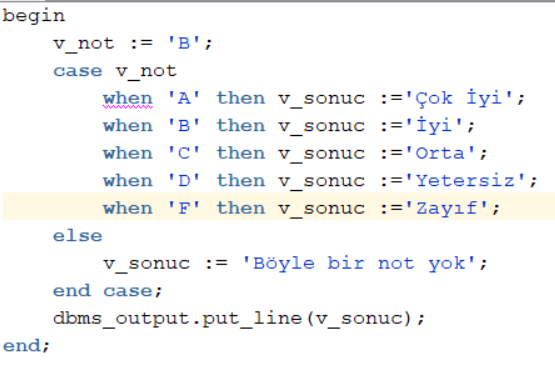 begin
    v_not := 'B';
    case v_not
        when 'A' then v_sonuc :='Çok İyi';
        when 'B' then v_sonuc :='İyi';
        when 'C' then v_sonuc :='Orta';
        when 'D' then v_sonuc :='Yetersiz';
        when 'F' then v_sonuc :='Zayıf';
    else
        v_sonuc := 'Böyle bir not yok';
    end case;
    dbms_output.put_line(v_sonuc);
end;